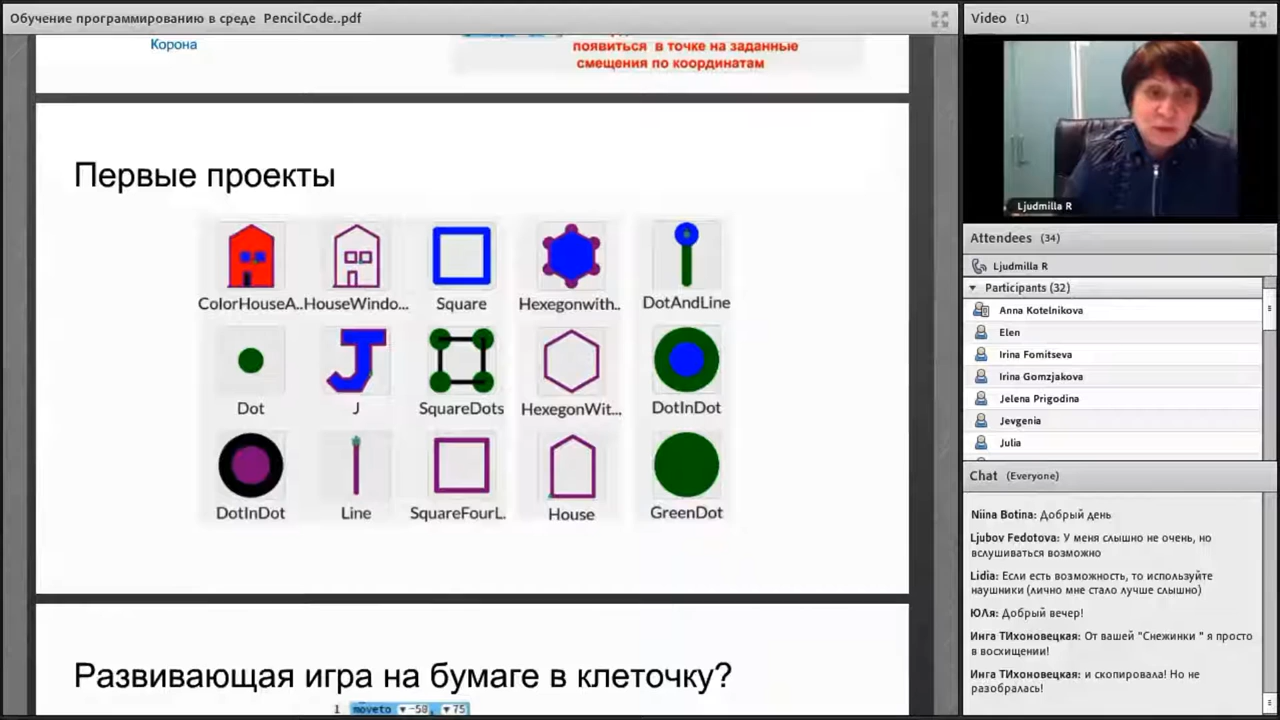 Обучение программированию в среде PencilCode..pdf
Корона
появиться в точке на заданные
смещения по координатам
Первые проекты
ColorHouseA..
HouseWindo...
Square
Hexegonwith..
DotAndLine
Dot
J
SquareDots
HexegonWit...
DotInDot
DotInDot
Line
SquareFourL.
House
GreenDot
Развивающая игра на бумаге в клеточку?
1 moveto ▼-50, ▼75
Video (1)
Ljudmilla R
Attendees (34)
Ljudmilla R
Participants (32)
Anna Kotelnikova
Elen
Irina Fomitseva
Irina Gomzjakova
Jelena Prigodina
Jevgenia
Julia
Chat (Everyone)
Niina Botina: Добрый день
Ljubov Fedotova: У меня слышно не очень, но
вслушиваться возможно
Lidia: Если есть возможность, то используйте
наушники (лично мне стало лучше слышно)
ЮЛя: Добрый вечер!
Инга ТИхоновецкая: От вашей "Снежинки " я просто
в восхищении!
Инга ТИхоновецкая: и скопировала! Но не
разобралась!